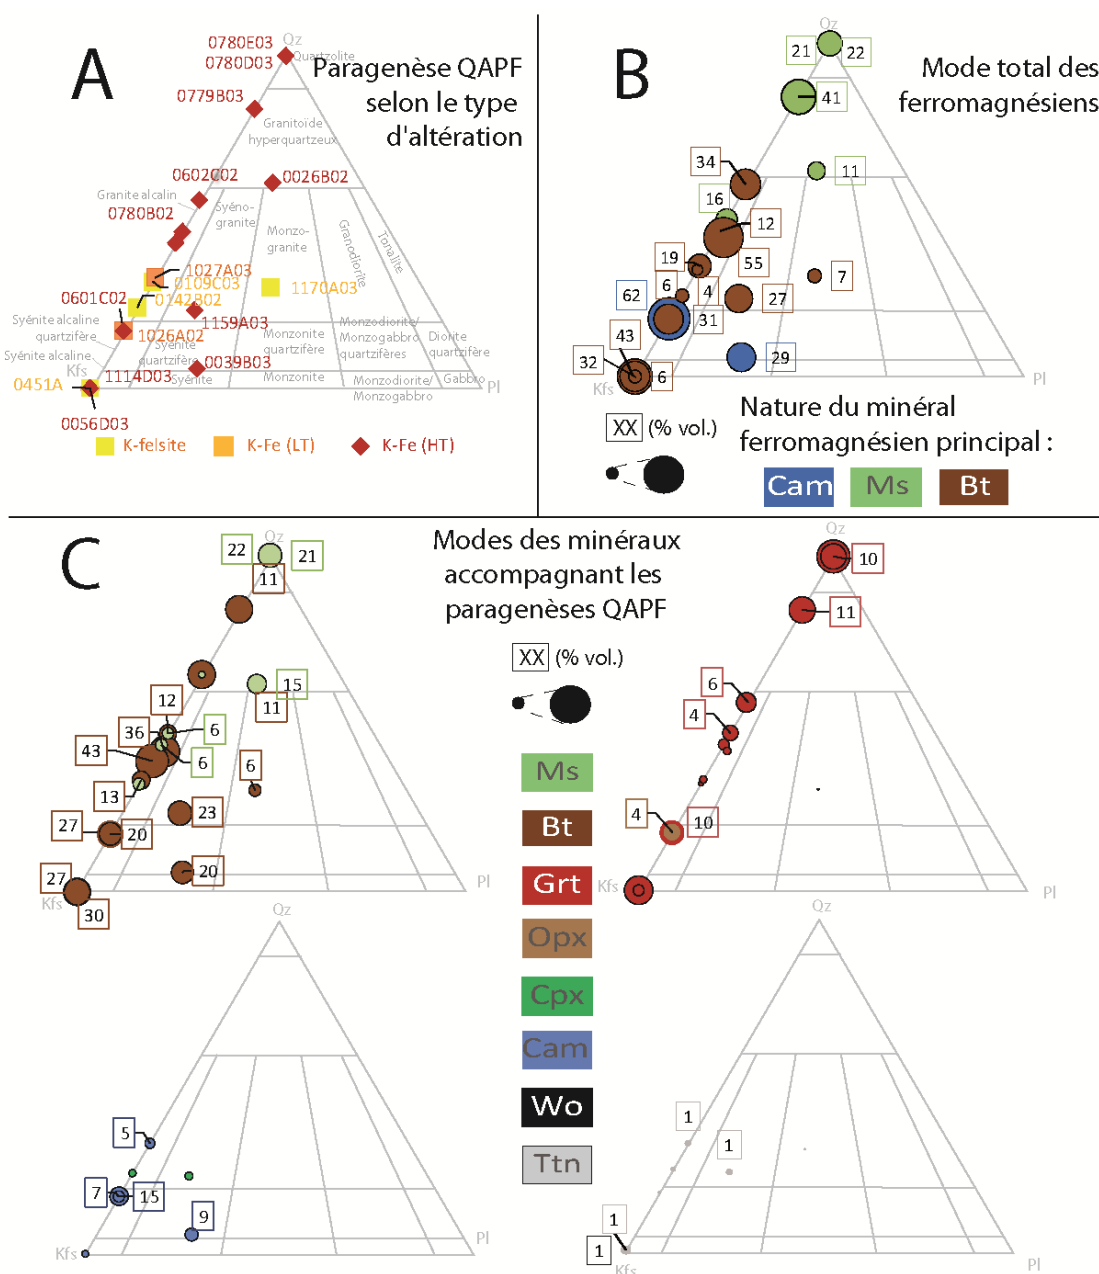 A
Paragenèse QAPF
selon le type
d'altération
Qz
0780E03
0780D03
Quartzolite
0779B03
Granitoïde
hyperquartzeux
0602C02
0026B02
Granite alcalin
0780B02
Syéno-
granite
Monzo-
granite
Granodiorite
Tonalite
1027A03
0109C03
0142B02
1170A03
0601C02
1159A03
Syénite alcaline
quartzifère
1026A02
Syénite
quartzifère
Monzonite
quartzifère
Monzodiorite/
Monzogabbro
quartzifères
Diorite
quartzifère
Syénite alcaline
Kfs
0039B03
0451A
1114D03
Syénite
Monzonite
Monzodiorite/
Monzogabbro
Gabbro
Pl
0056D03
K-felsite
K-Fe (LT)
K-Fe (HT)
B
Mode total des
ferromagnésiens
Qz
21
22
41
34
11
16
12
19
55
7
6
4
27
62
31
43
29
32
6
Kfs
Pl
XX (% vol.)
Nature du minéral
ferromagnésien principal :
Cam
Ms
Bt
C
Modes des minéraux
accompagnant les
paragenèses QAPF
XX (% vol.)
Ms
Bt
Grt
Opx
Cpx
Cam
Wo
Ttn
Qz
22
21
11
15
11
12
36
6
43
6
6
13
23
27
20
27
20
30
Kfs
Pl
Qz
10
11
6
4
4
10
Kfs
Pl
Qz
5
7
15
9
Kfs
Pl
Qz
1
1
1
1
Kfs
Pl